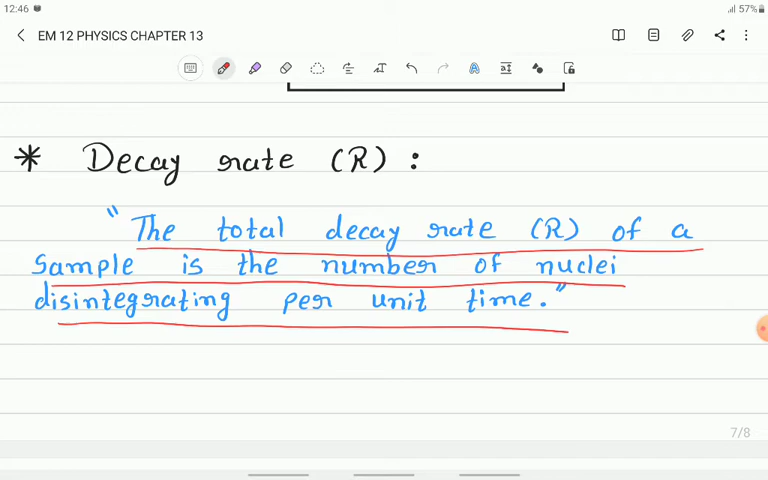 12:46 57%
EM 12 PHYSICS CHAPTER 13
* Decay rate (R) :
"The total decay rate (R) of a
Sample is the number of nuclei
disintegrating per unit time."
7/8